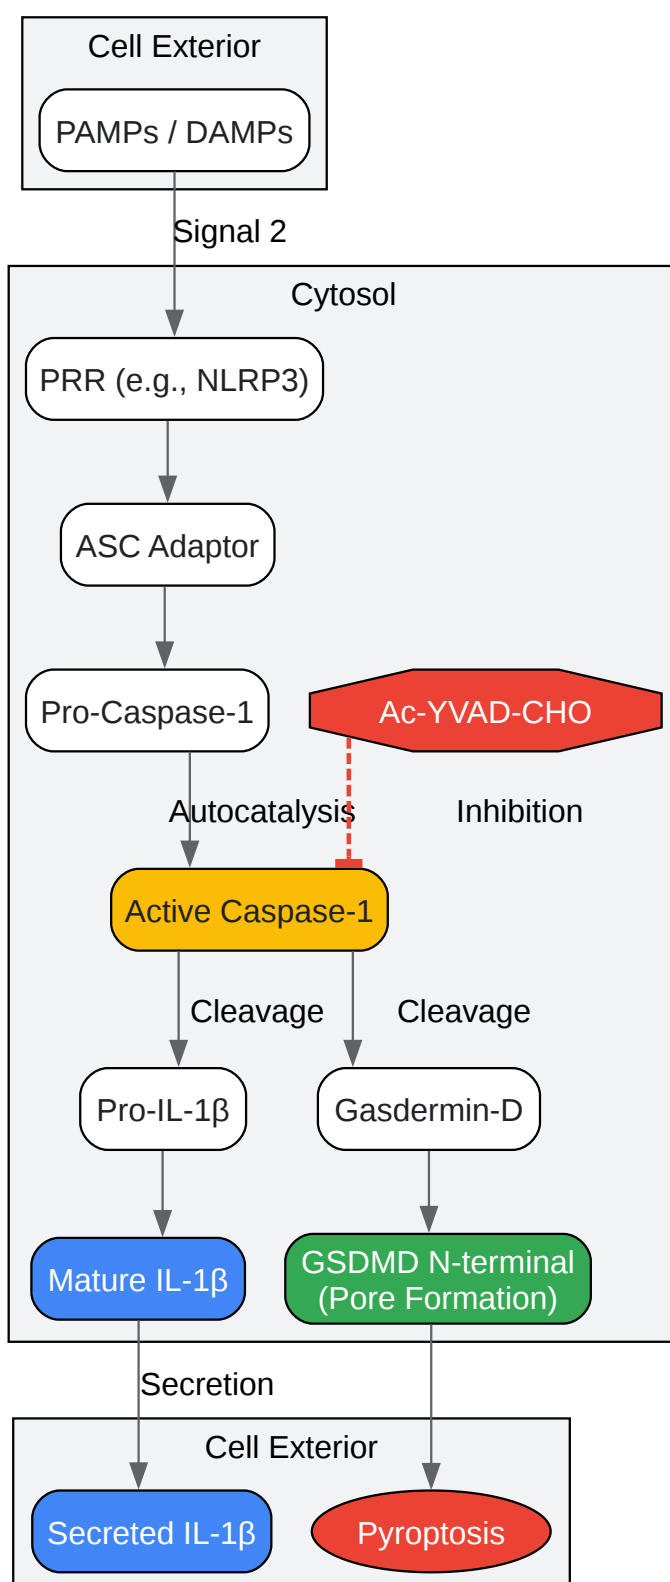 Cell Exterior
PAMPs / DAMPs
Signal 2
Cytosol
PRR (e.g., NLRP3)
ASC Adaptor
Pro-Caspase-1
Ac-YVAD-CHO
Autocatalysis
Inhibition
Active Caspase-1
Cleavage
Cleavage
Pro-IL-1β
Gasdermin-D
Mature IL-1β
GSDMD N-terminal
(Pore Formation)
Secretion
Cell Exterior
Secreted IL-1β
Pyroptosis